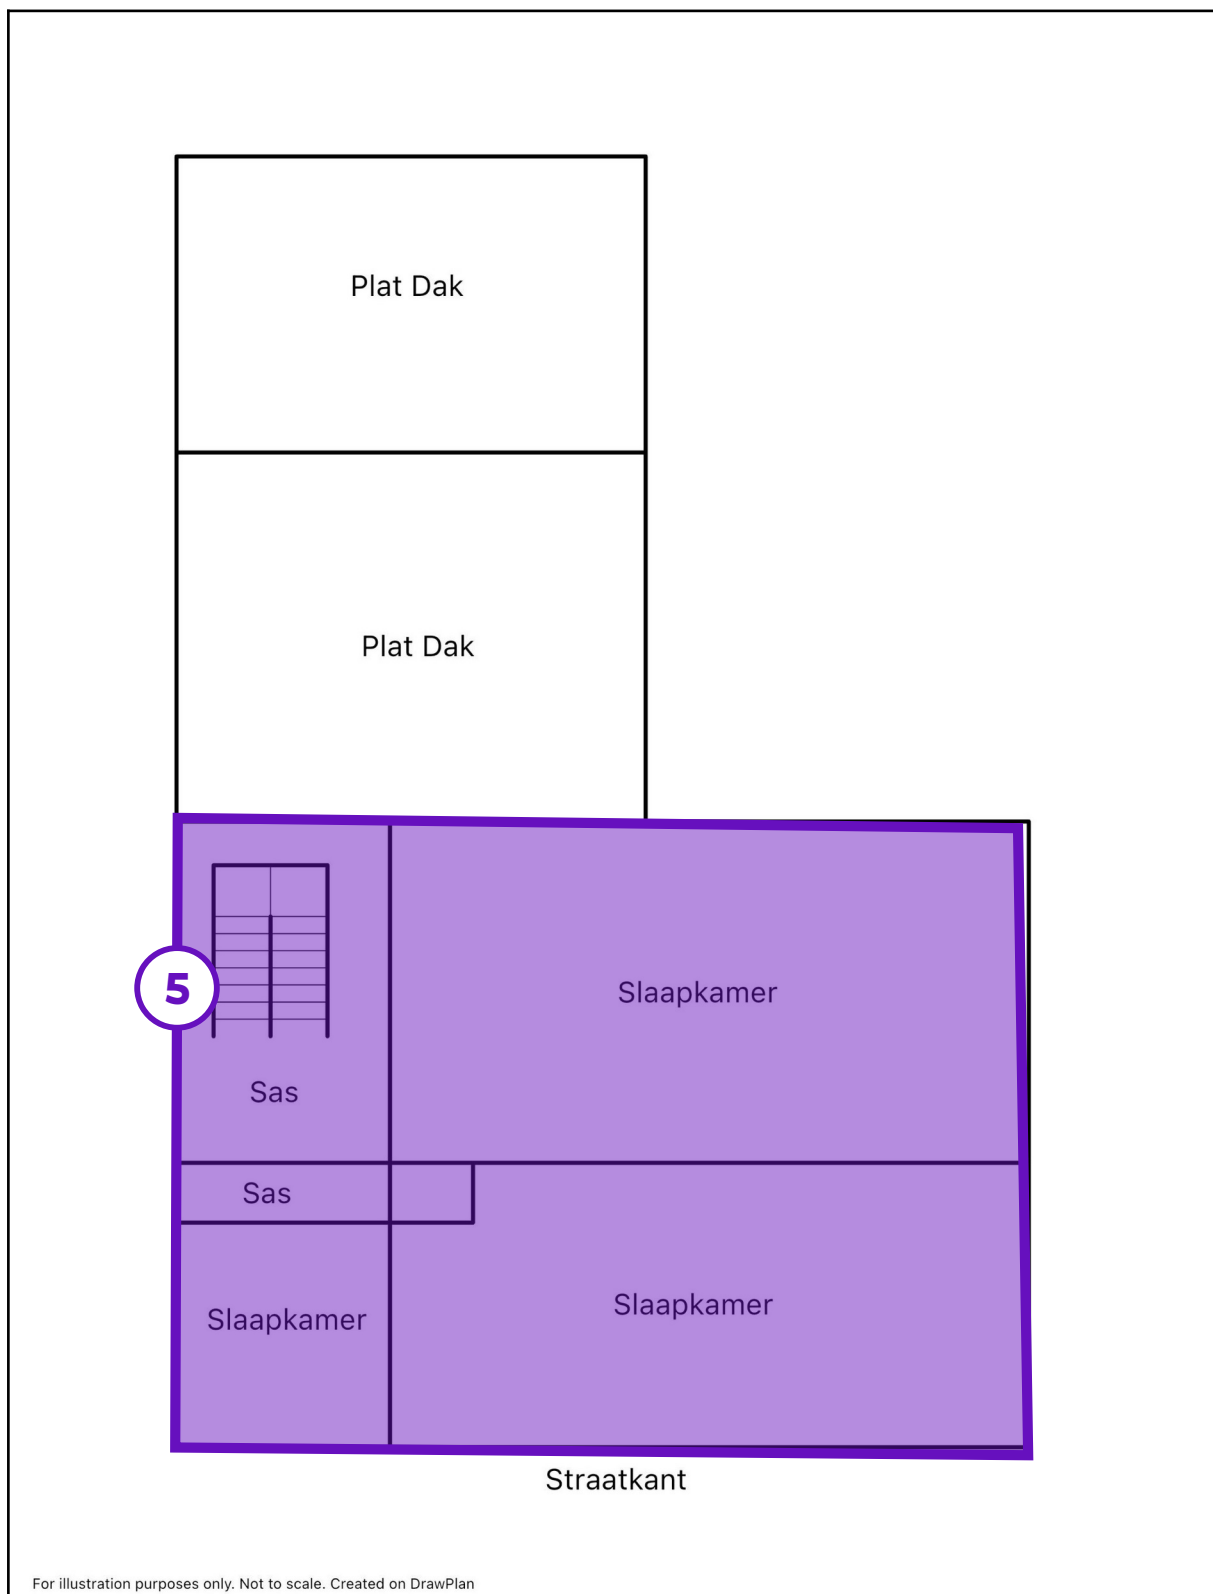 Plat Dak
Plat Dak
5
Slaapkamer
Sas
Sas
Slaapkamer
Slaapkamer
Straatkant
For illustration purposes only. Not to scale. Created on DrawPlan